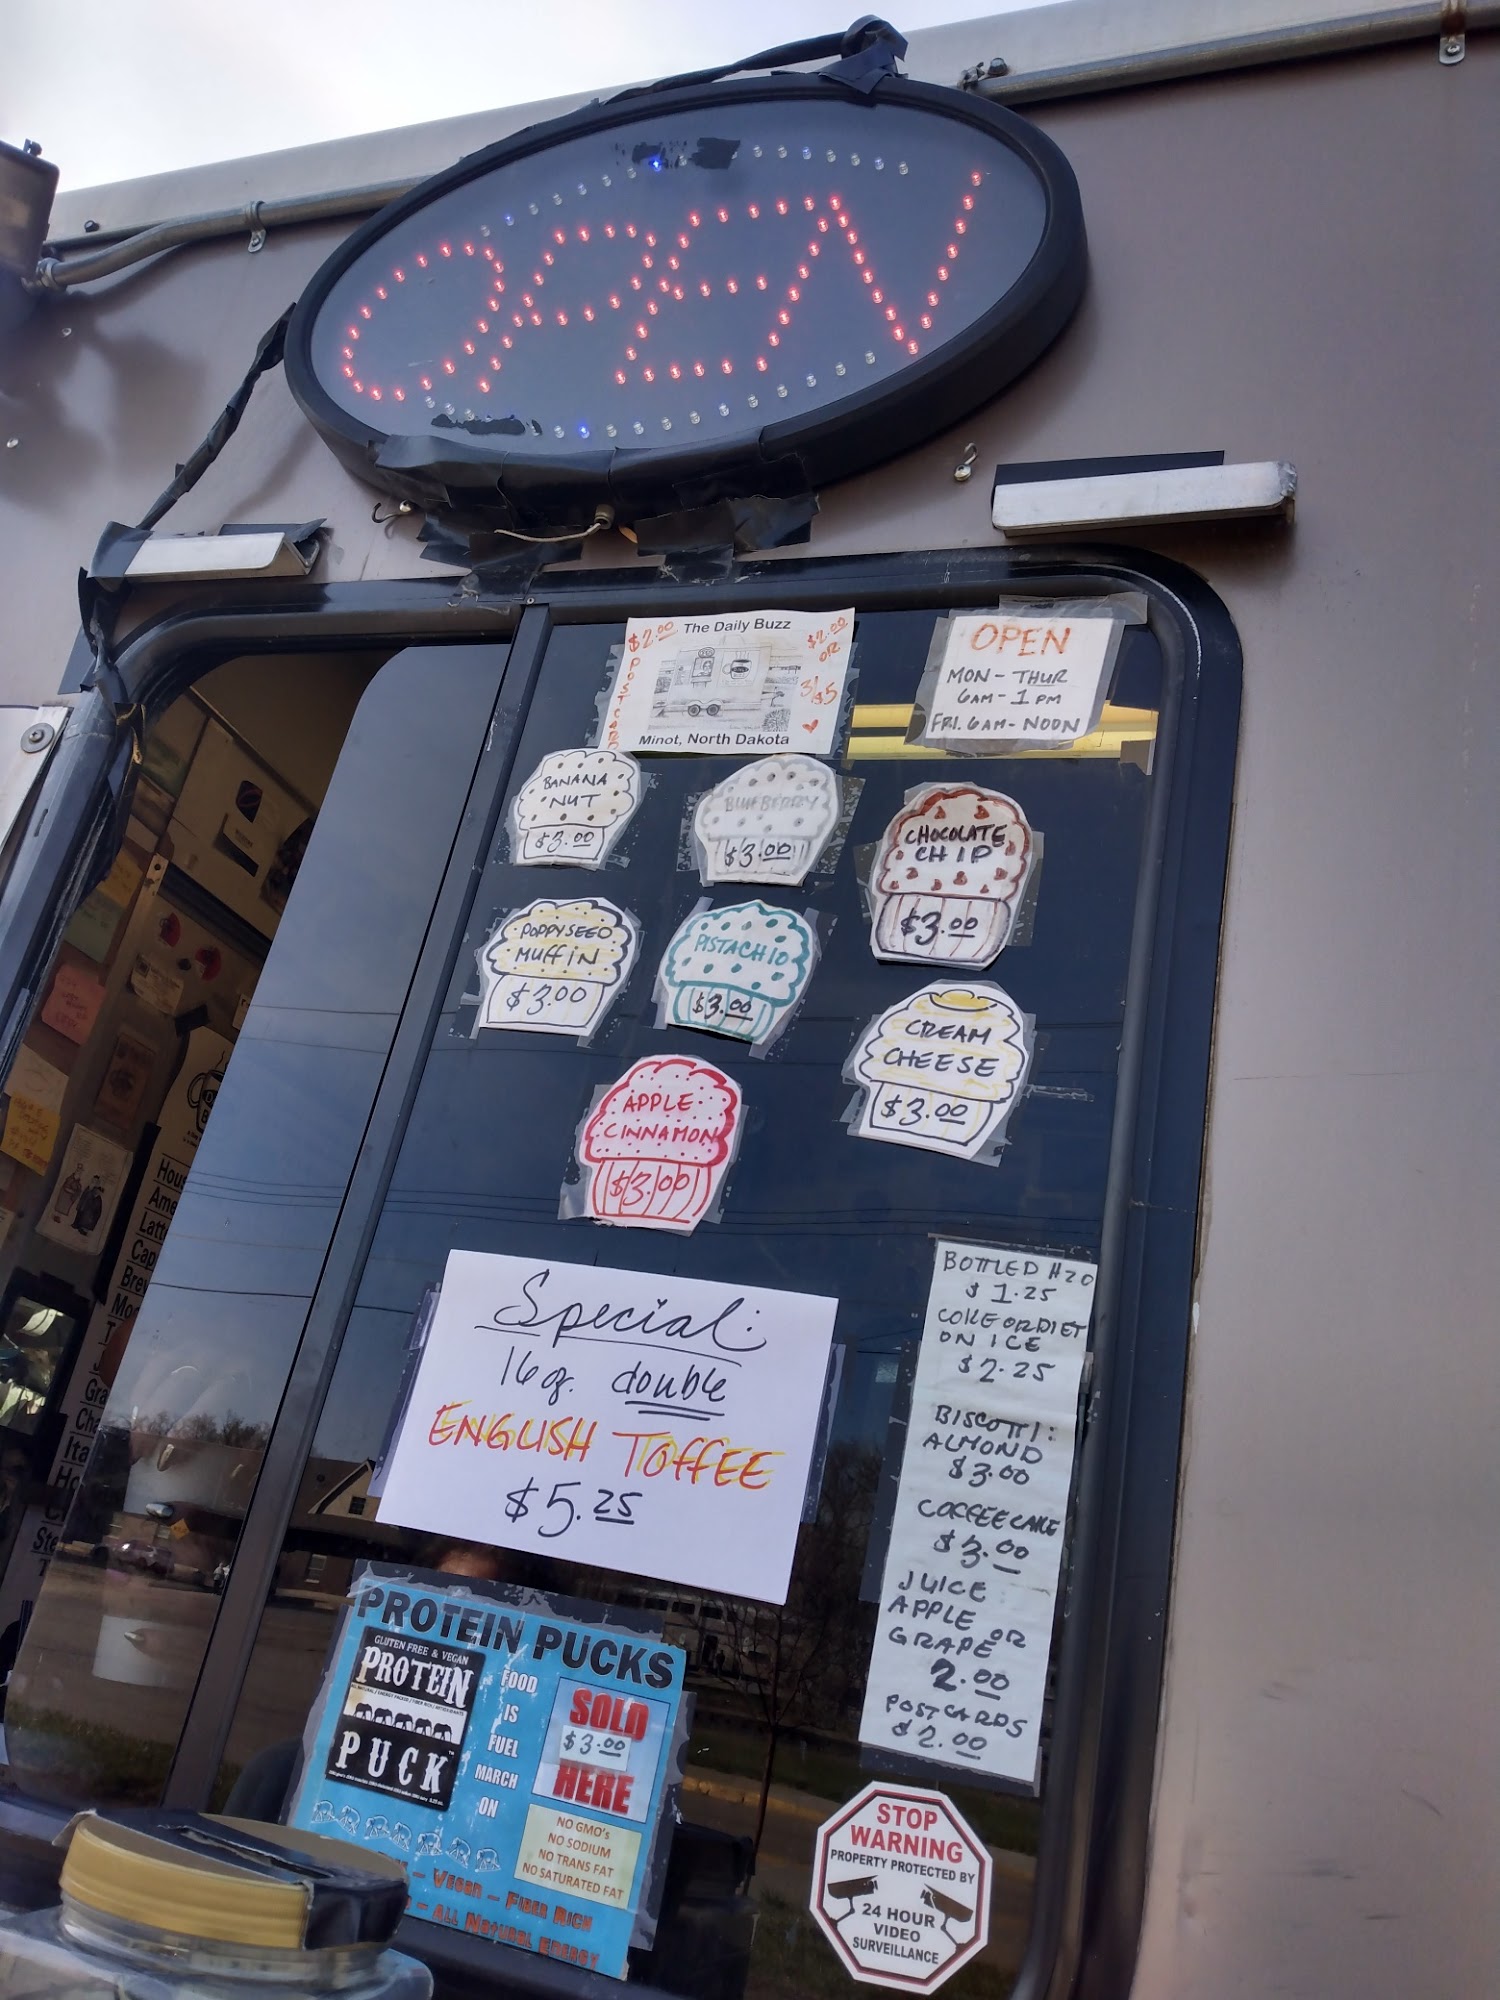 OPEN
$2.00
POSTCARD
The Daily Buzz
$2.00
OR
3/$5
Minot, North Dakota
OPEN
MON - THUR
6AM - 1PM
FRI. 6AM - NOON
BANANA
NUT
$3.00
BLUEBERRY
$3.00
CHOCOLATE
CHIP
$3.00
POPPYSEED
MUFFIN
$3.00
PISTACHIO
$3.00
CREAM
CHEESE
$3.00
APPLE
CINNAMON
$3.00
Special:
16 oz. double
ENGLISH TOFFEE
$5.25
BOTTLED H2O
$1.25
COKE OR DIET
ON ICE
$2.25
BISCOTTI:
ALMOND
$3.00
COFFEECAKE
$3.00
JUICE
APPLE OR
GRAPE
2.00
POSTCARDS
$2.00
PROTEIN PUCKS
GLUTEN FREE & VEGAN
PROTEIN
PUCK
FOOD
IS
FUEL
MARCH
ON
SOLD
$3.00
HERE
NO GMO's
NO SODIUM
NO TRANS FAT
NO SATURATED FAT
- VEGAN - FIBER RICH
- ALL NATURAL ENERGY
STOP
WARNING
PROPERTY PROTECTED BY
24 HOUR
VIDEO
SURVEILLANCE